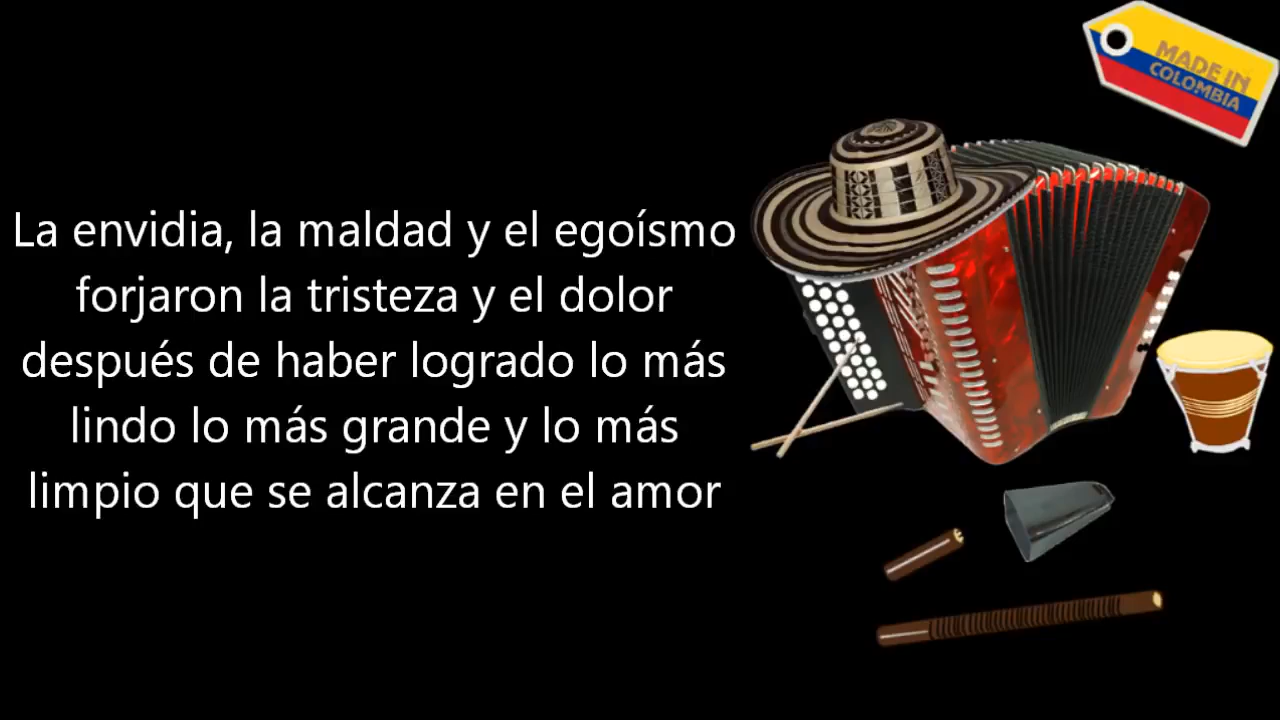 MADE IN
COLOMBIA
La envidia, la maldad y el egoísmo
forjaron la tristeza y el dolor
después de haber logrado lo más
lindo lo más grande y lo más
limpio que se alcanza en el amor